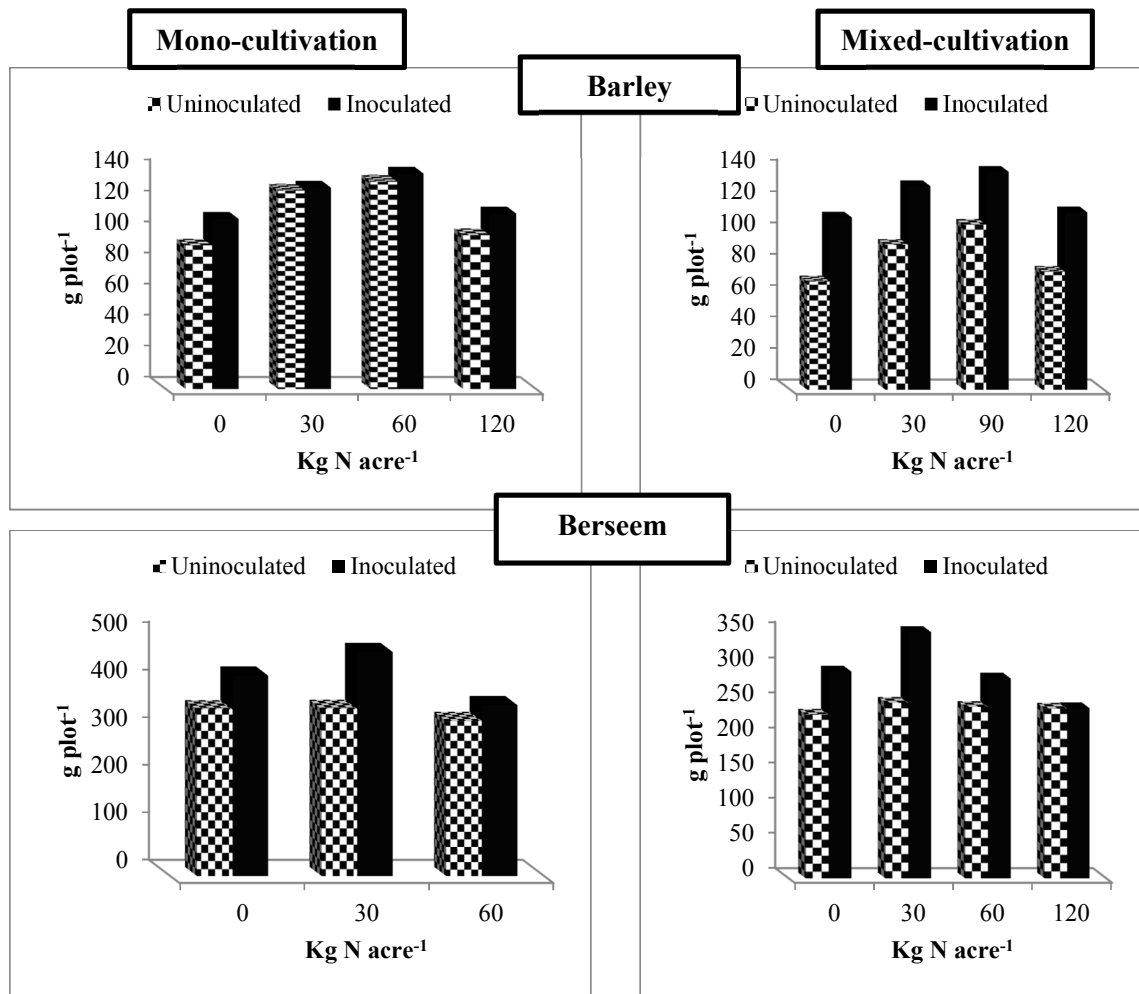 Mono-cultivation
Mixed-cultivation
Barley
Uninoculated Inoculated
140
120
100
80
60
40
20
0
g plot-1
0 30 60 120
Kg N acre-1
Uninoculated Inoculated
140
120
100
80
60
40
20
0
g plot-1
0 30 90 120
Kg N acre-1
Berseem
Uninoculated Inoculated
500
400
300
200
100
0
g plot-1
0 30 60
Kg N acre-1
Uninoculated Inoculated
350
300
250
200
150
100
50
0
g plot-1
0 30 60 120
Kg N acre-1